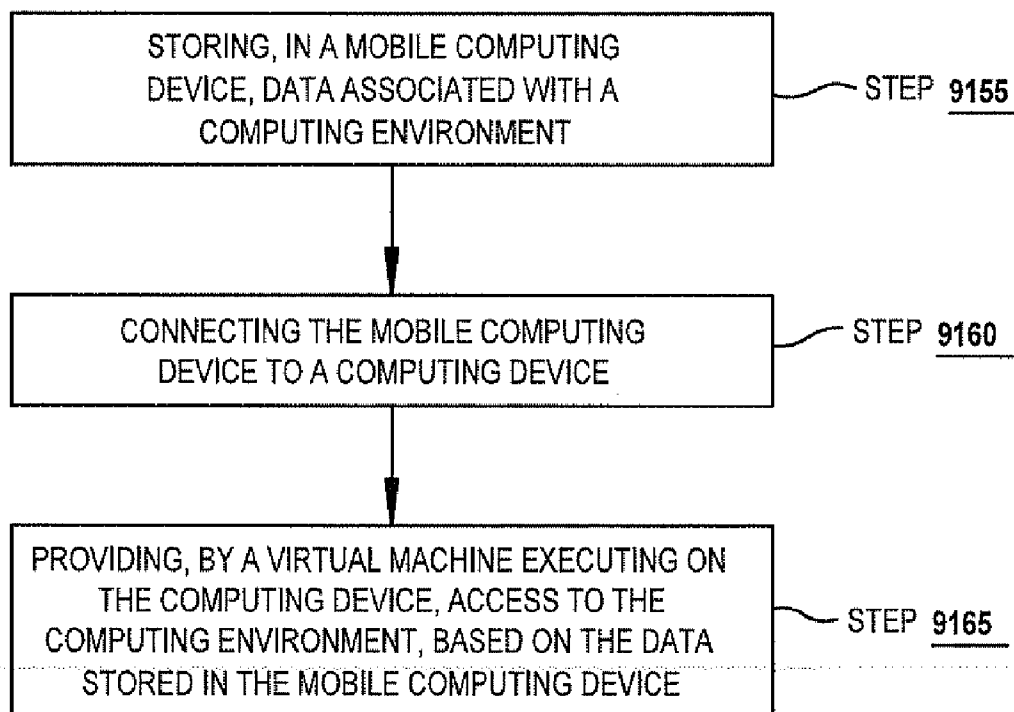 STORING, IN A MOBILE COMPUTING
DEVICE, DATA ASSOCIATED WITH A
COMPUTING ENVIRONMENT
STEP 9155
CONNECTING THE MOBILE COMPUTING
DEVICE TO A COMPUTING DEVICE
STEP 9160
PROVIDING, BY A VIRTUAL MACHINE EXECUTING ON
THE COMPUTING DEVICE, ACCESS TO THE
COMPUTING ENVIRONMENT, BASED ON THE DATA
STORED IN THE MOBILE COMPUTING DEVICE
STEP 9165